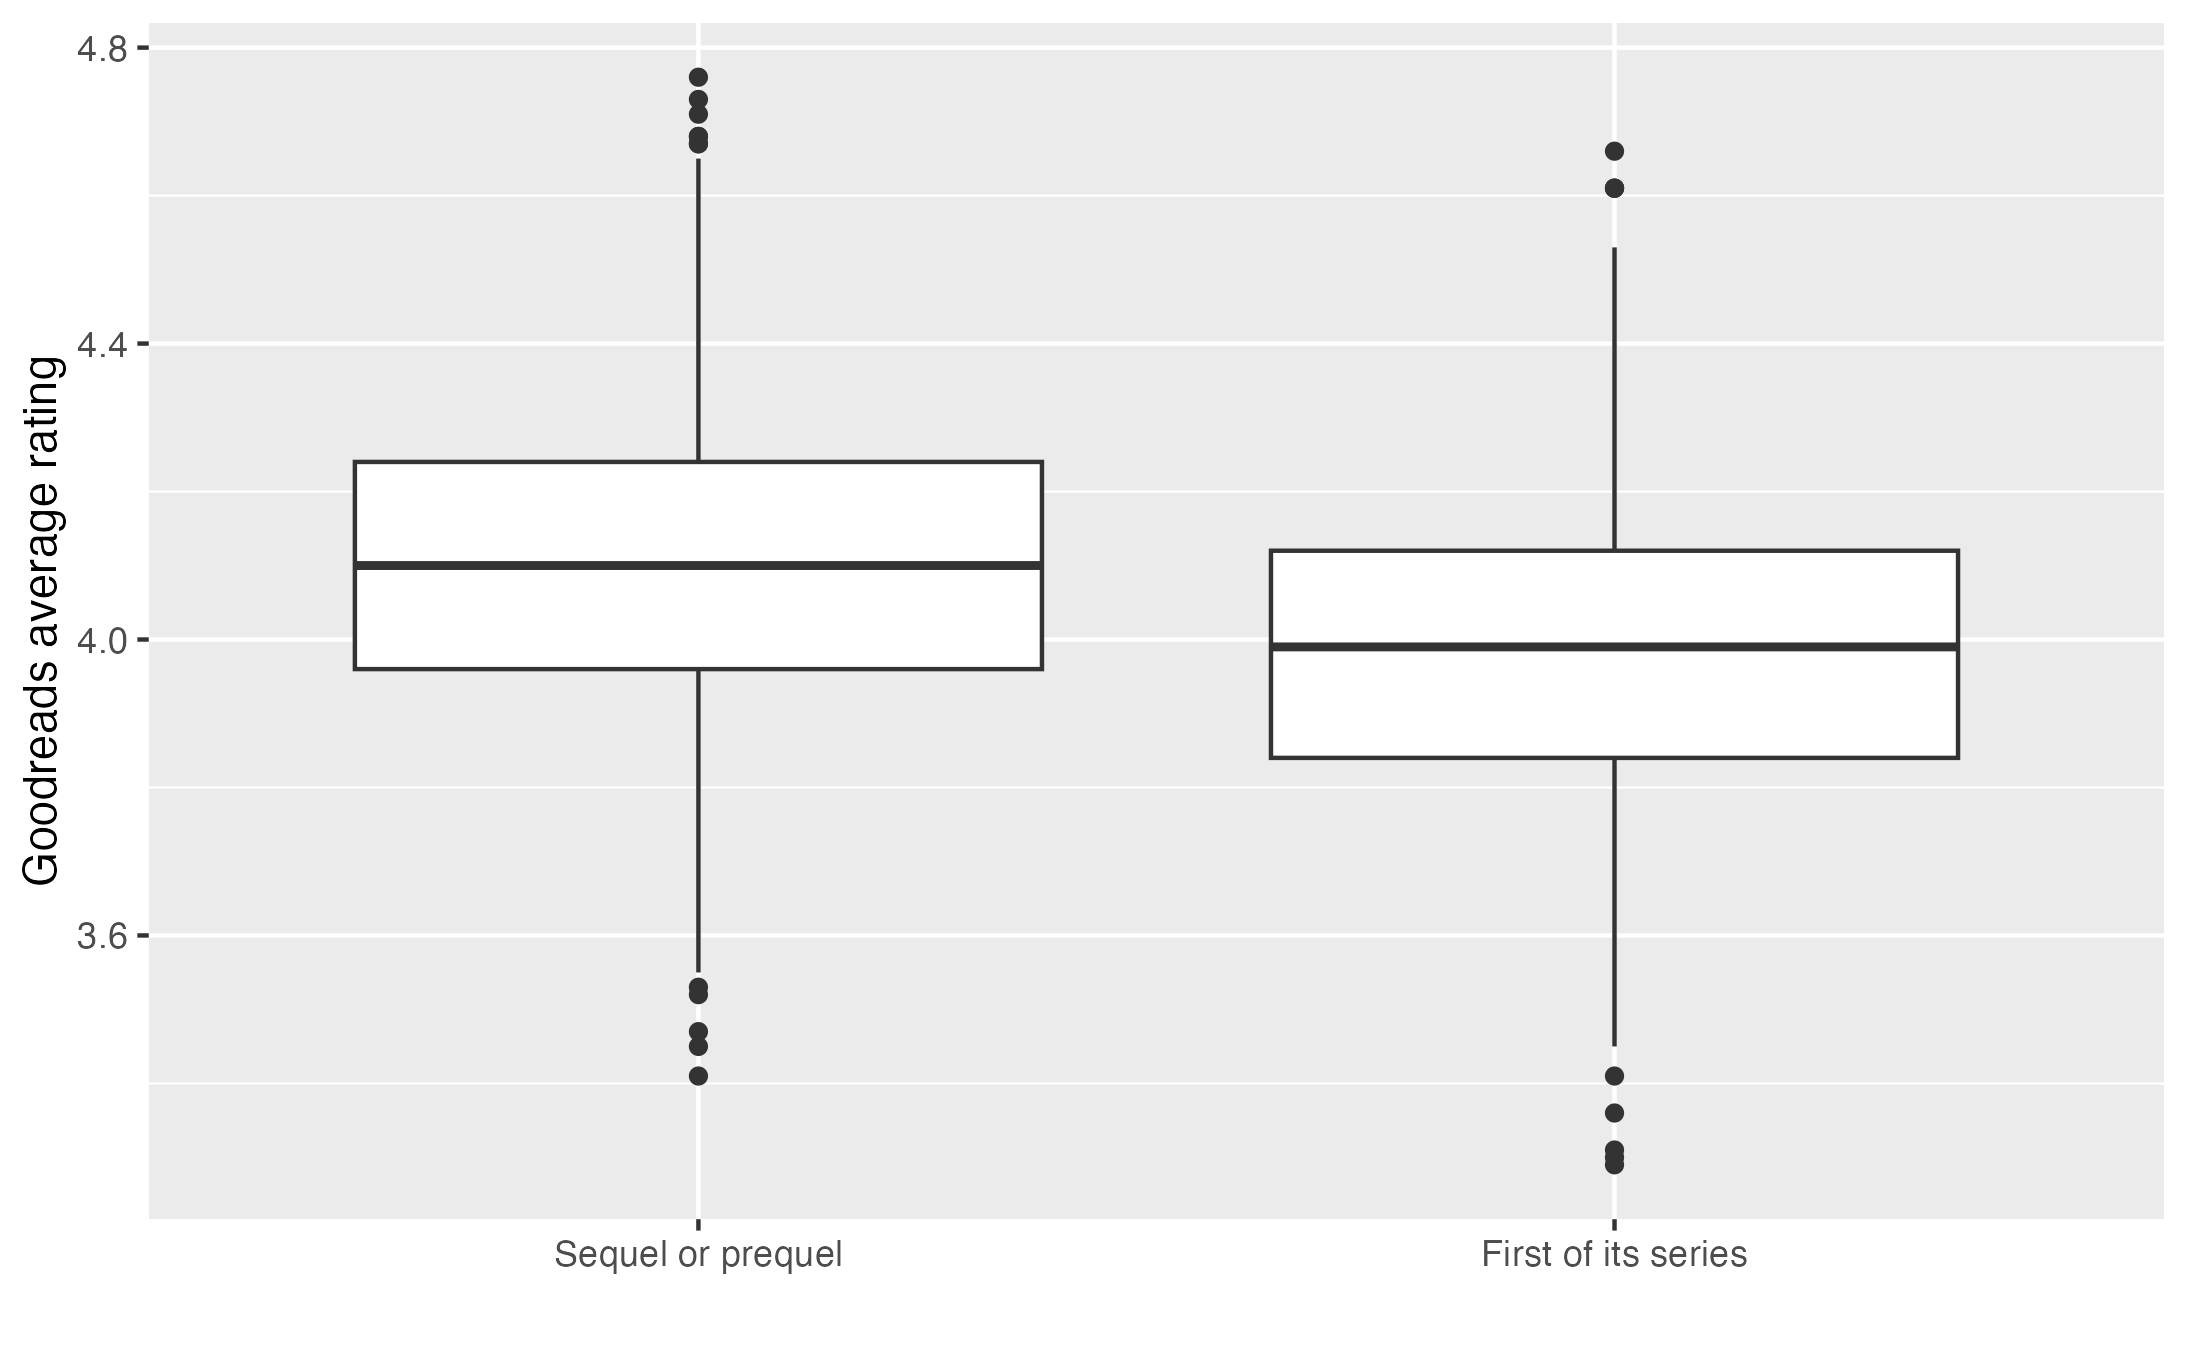 Goodreads average rating
4.8
4.4
4.0
3.6
Sequel or prequel
First of its series